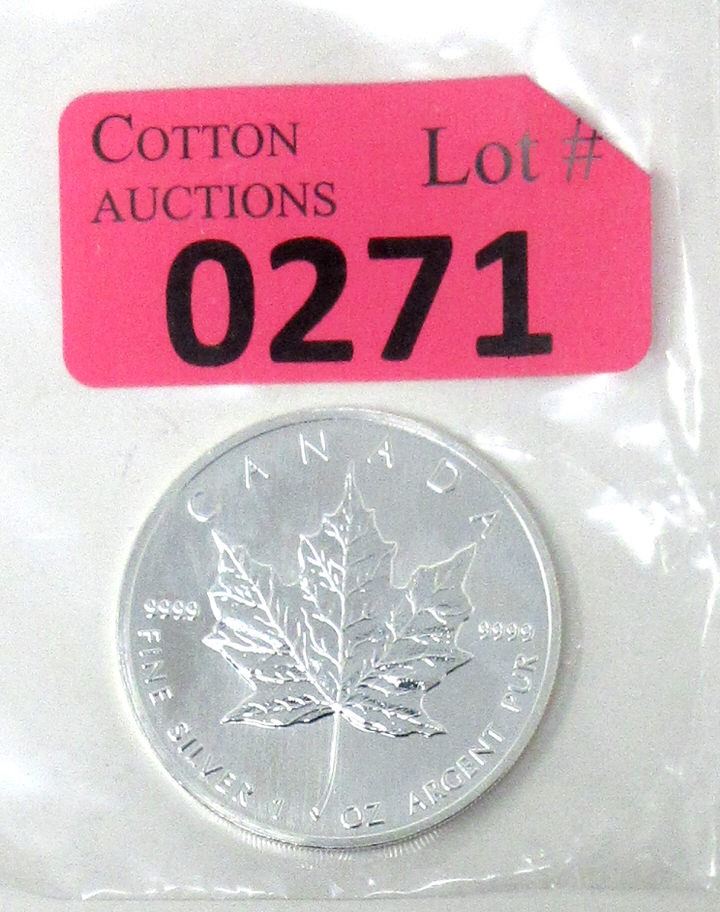 COTTON
AUCTIONS
Lot #
0271
CANADA
9999
9999
FINE SILVER 1 OZ ARGENT PUR